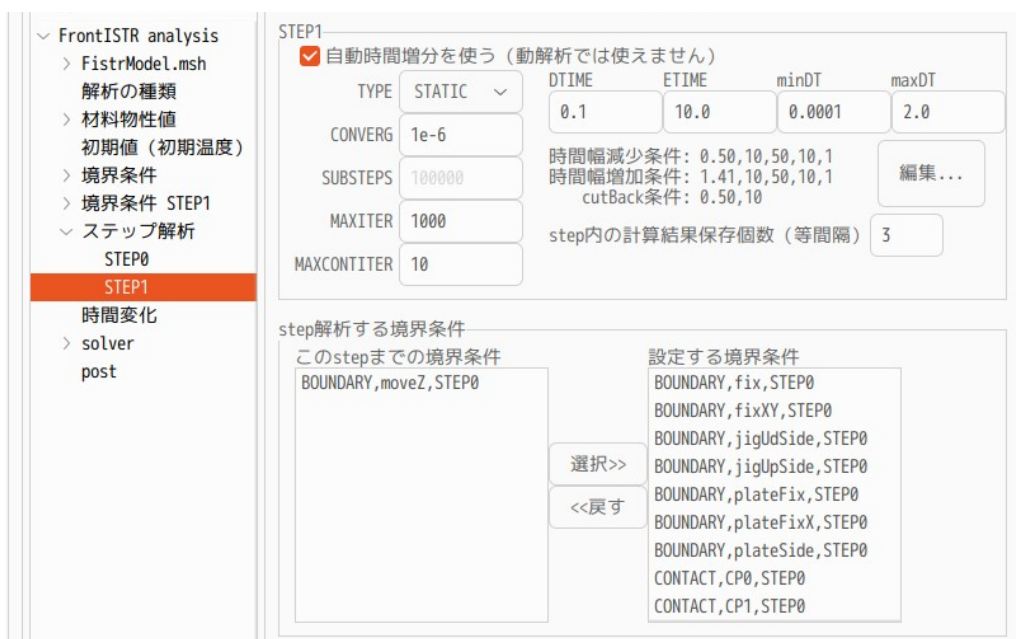 FrontISTR analysis
FistrModel.msh
解析の種類
材料物性値
初期値（初期温度）
境界条件
境界条件 STEP1
ステップ解析
STEP0
STEP1
時間変化
solver
post
STEP1
自動時間増分を使う（動解析では使えません）
TYPE STATIC
CONVERG 1e-6
SUBSTEPS 100000
MAXITER 1000
MAXCONTITER 10
DTIME ETIME minDT maxDT
0.1 10.0 0.0001 2.0
時間幅減少条件: 0.50,10,50,10,1
時間幅増加条件: 1.41,10,50,10,1
cutBack条件: 0.50,10
編集...
step内の計算結果保存個数（等間隔） 3
step解析する境界条件
このstepまでの境界条件
BOUNDARY,moveZ,STEP0
選択>>
<<戻す
設定する境界条件
BOUNDARY,fix,STEP0
BOUNDARY,fixXY,STEP0
BOUNDARY,jigUdSide,STEP0
BOUNDARY,jigUpSide,STEP0
BOUNDARY,plateFix,STEP0
BOUNDARY,plateFixX,STEP0
BOUNDARY,plateSide,STEP0
CONTACT,CP0,STEP0
CONTACT,CP1,STEP0